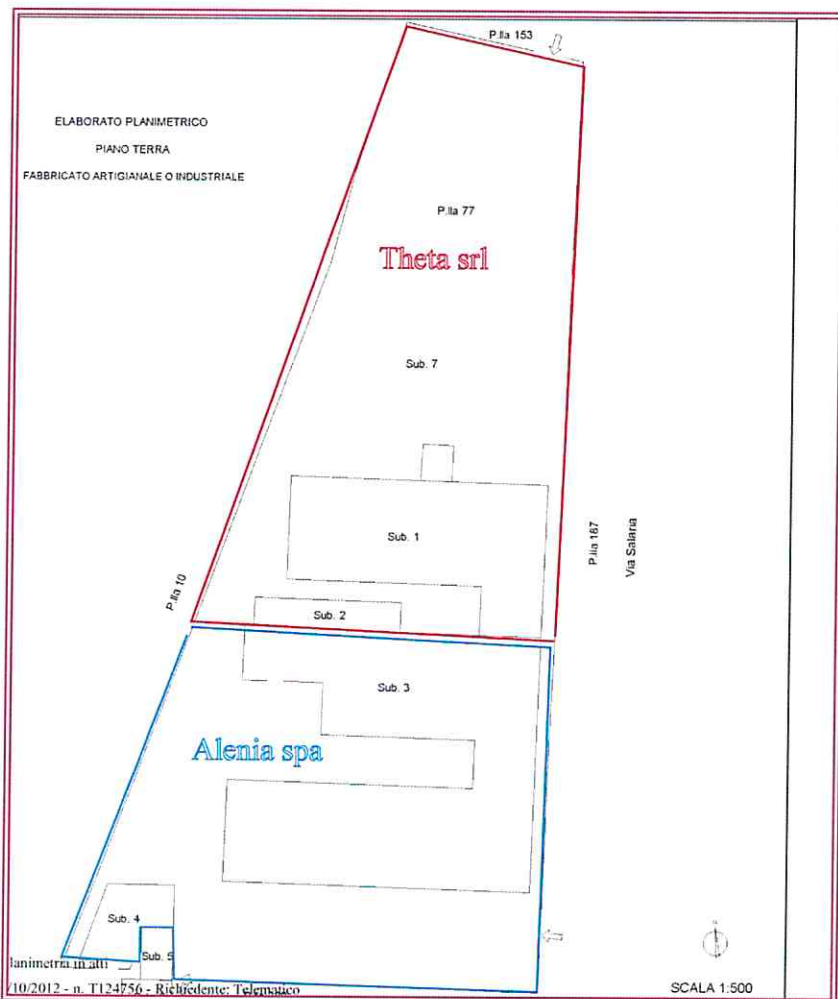 P.lla 153
ELABORATO PLANIMETRICO
PIANO TERRA
FABBRICATO ARTIGIANALE O INDUSTRIALE
P.lla 77
Theta srl
Sub. 7
Sub. 1
P.lla 187
Via Salaria
P.lla 10
Sub. 2
Sub. 3
Alenia spa
Sub. 4
Sub. 5
lanimetria in atti
/10/2012 - n. T124756 - Richiedente: Telematico
SCALA 1:500